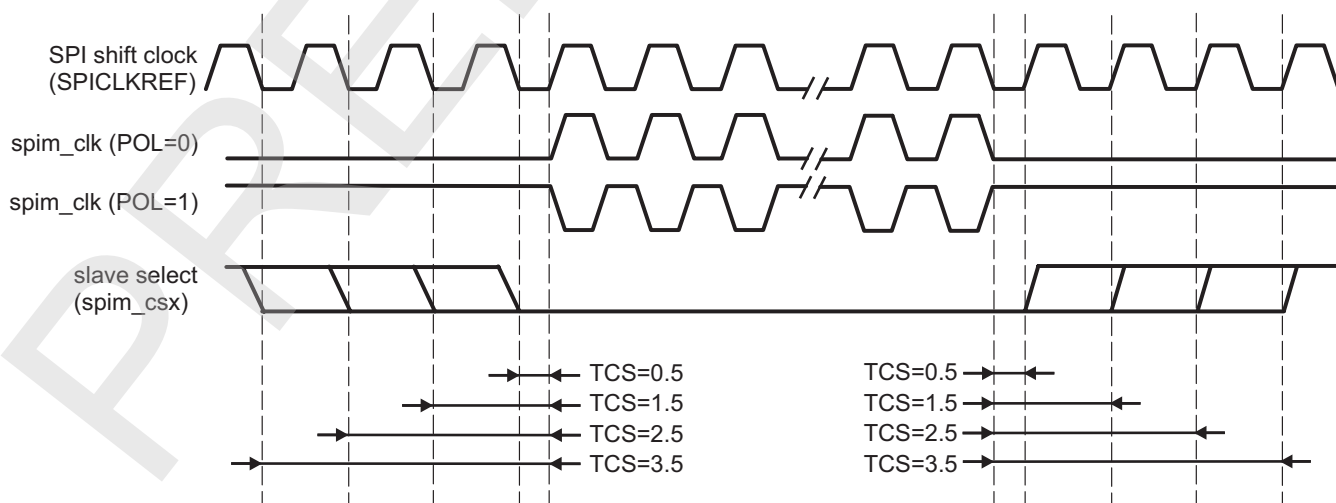 SPI shift clock
(SPICLKREF)
spim_clk (POL=0)
spim_clk (POL=1)
slave select
(spim_csx)
TCS=0.5
TCS=1.5
TCS=2.5
TCS=3.5
TCS=0.5
TCS=1.5
TCS=2.5
TCS=3.5
PRE